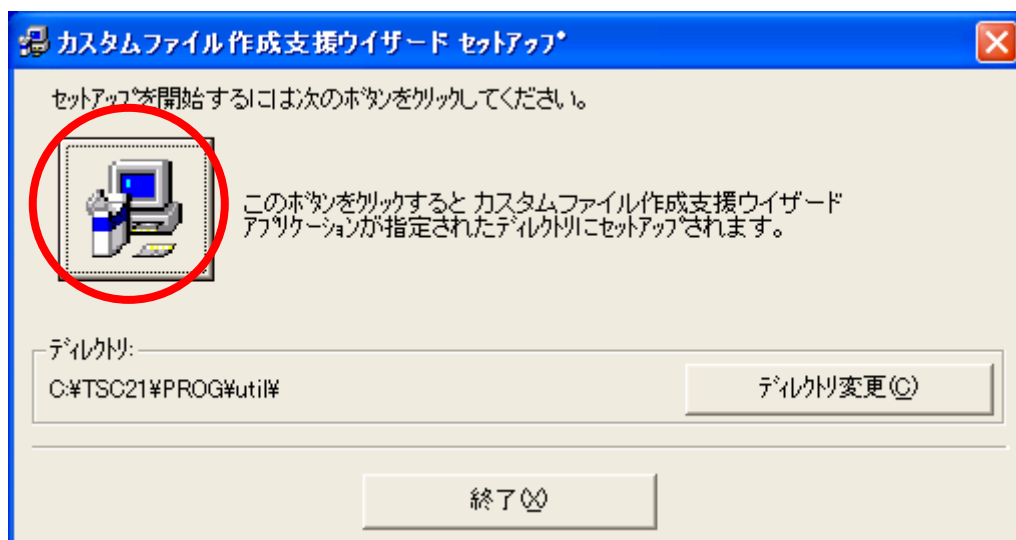 カスタムファイル作成支援ウイザード セットアップ
セットアップを開始するには次のボタンをクリックしてください。
このボタンをクリックすると カスタムファイル作成支援ウイザード
アプリケーションが指定されたディレクトリにセットアップされます。
ディレクトリ:
C:¥TSC21¥PROG¥util¥
ディレクトリ変更(C)
終了(X)